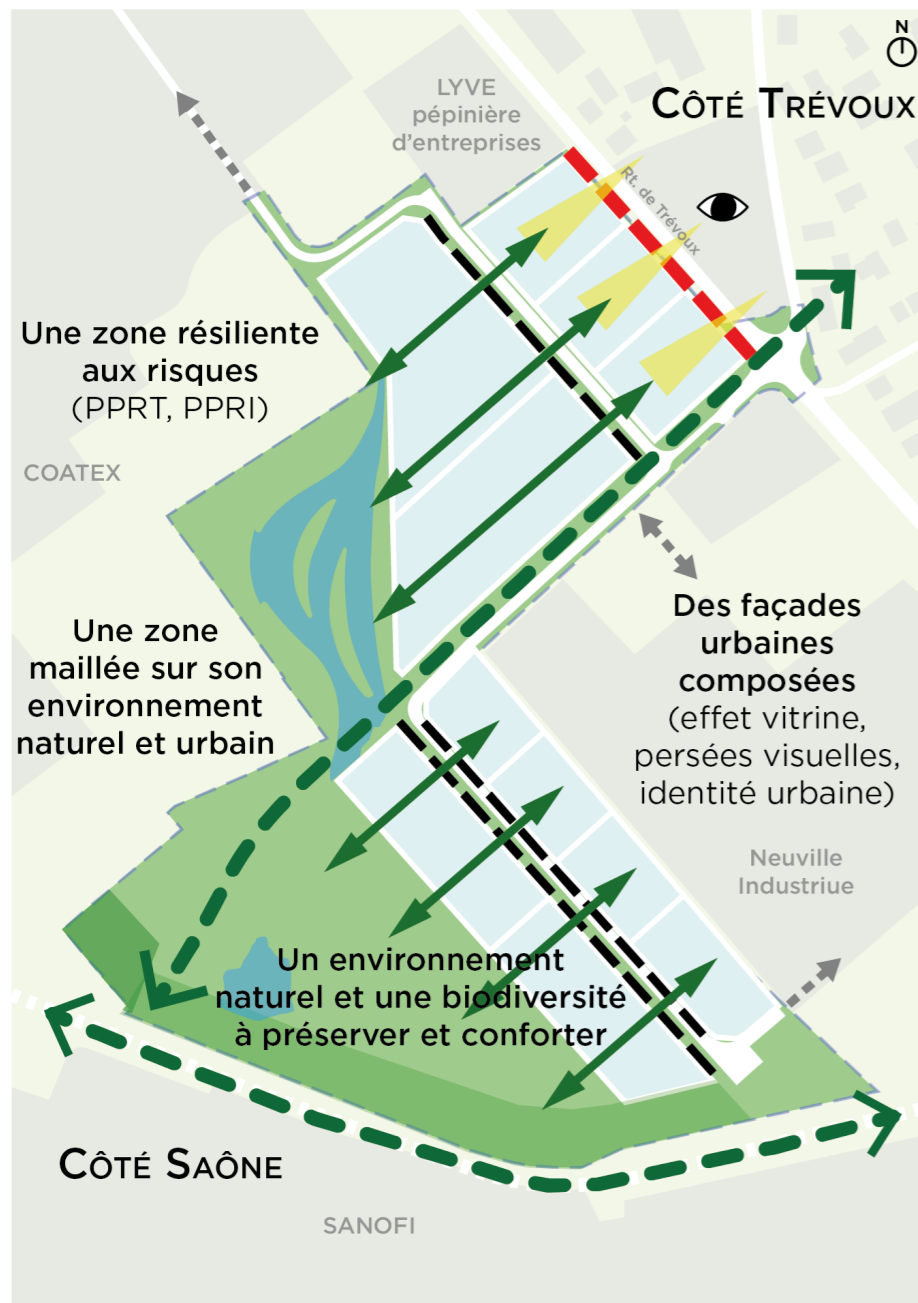 N
CÔTÉ TRÉVOUX
LYVE
pépinière
d'entreprises
Rt. de Trévoux
Une zone résiliente
aux risques
(PPRT, PPRI)
COATEX
Une zone
maillée sur son
environnement
naturel et urbain
Des façades
urbaines
composées
(effet vitrine,
persées visuelles,
identité urbaine)
Neuville
Industriue
Un environnement
naturel et une biodiversité
à préserver et conforter
CÔTÉ SAÔNE
SANOFI